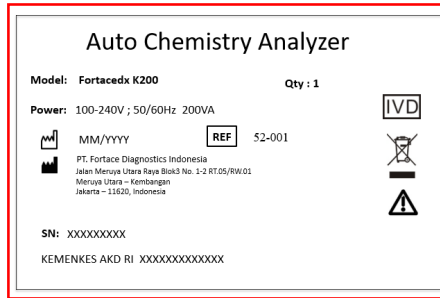 Auto Chemistry Analyzer
Model: Fortacedx K200 Qty : 1
Power: 100-240V ; 50/60Hz 200VA
IVD
MM/YYYY REF 52-001
PT. Fortace Diagnostics Indonesia
Jalan Meruya Utara Raya Blok3 No. 1-2 RT.05/RW.01
Meruya Utara – Kembangan
Jakarta – 11620, Indonesia
SN: XXXXXXXXX
KEMENKES AKD RI XXXXXXXXXXXXX